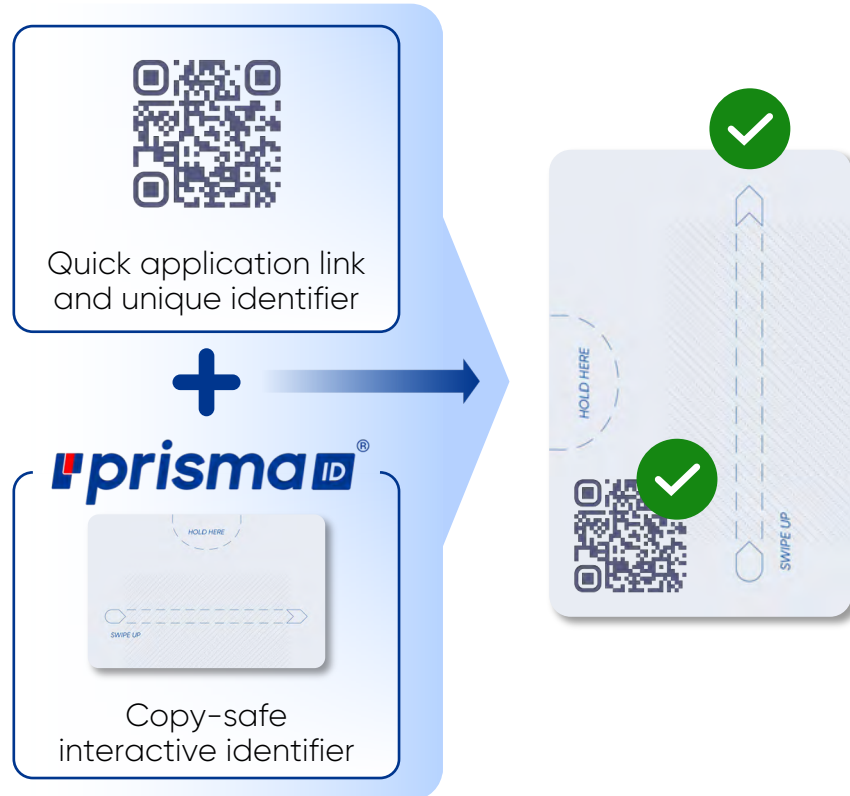 Quick application link
and unique identifier
prisma ID®
HOLD HERE
SWIPE UP
Copy-safe
interactive identifier
HOLD HERE
SWIPE UP